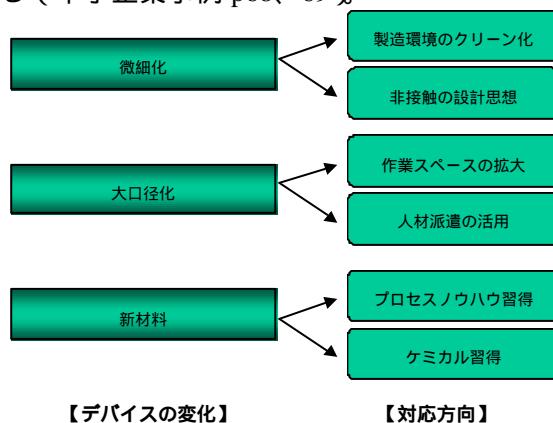 製造環境のクリーン化
微細化
非接触の設計思想
作業スペースの拡大
大口径化
人材派遣の活用
プロセスノウハウ習得
新材料
ケミカル習得
【デバイスの変化】
【対応方向】